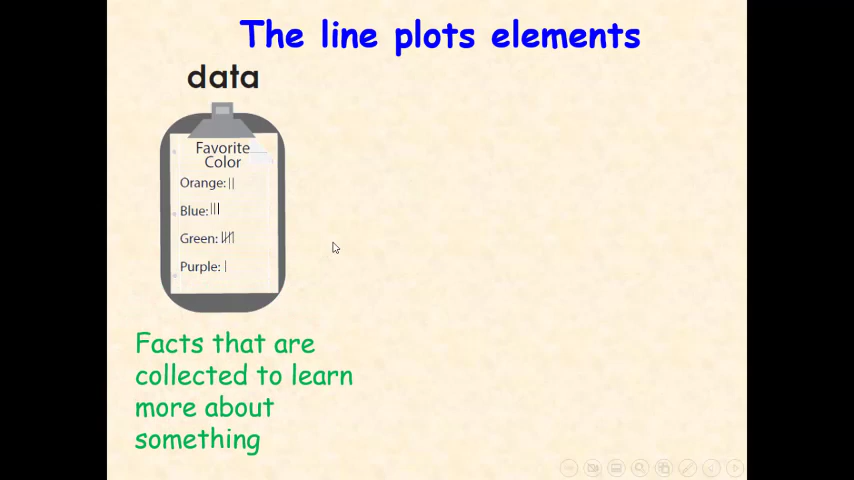 The line plots elements
data
Favorite
Color
Orange: ||
Blue: |||
Green: 卌
Purple: |
Facts that are
collected to learn
more about
something